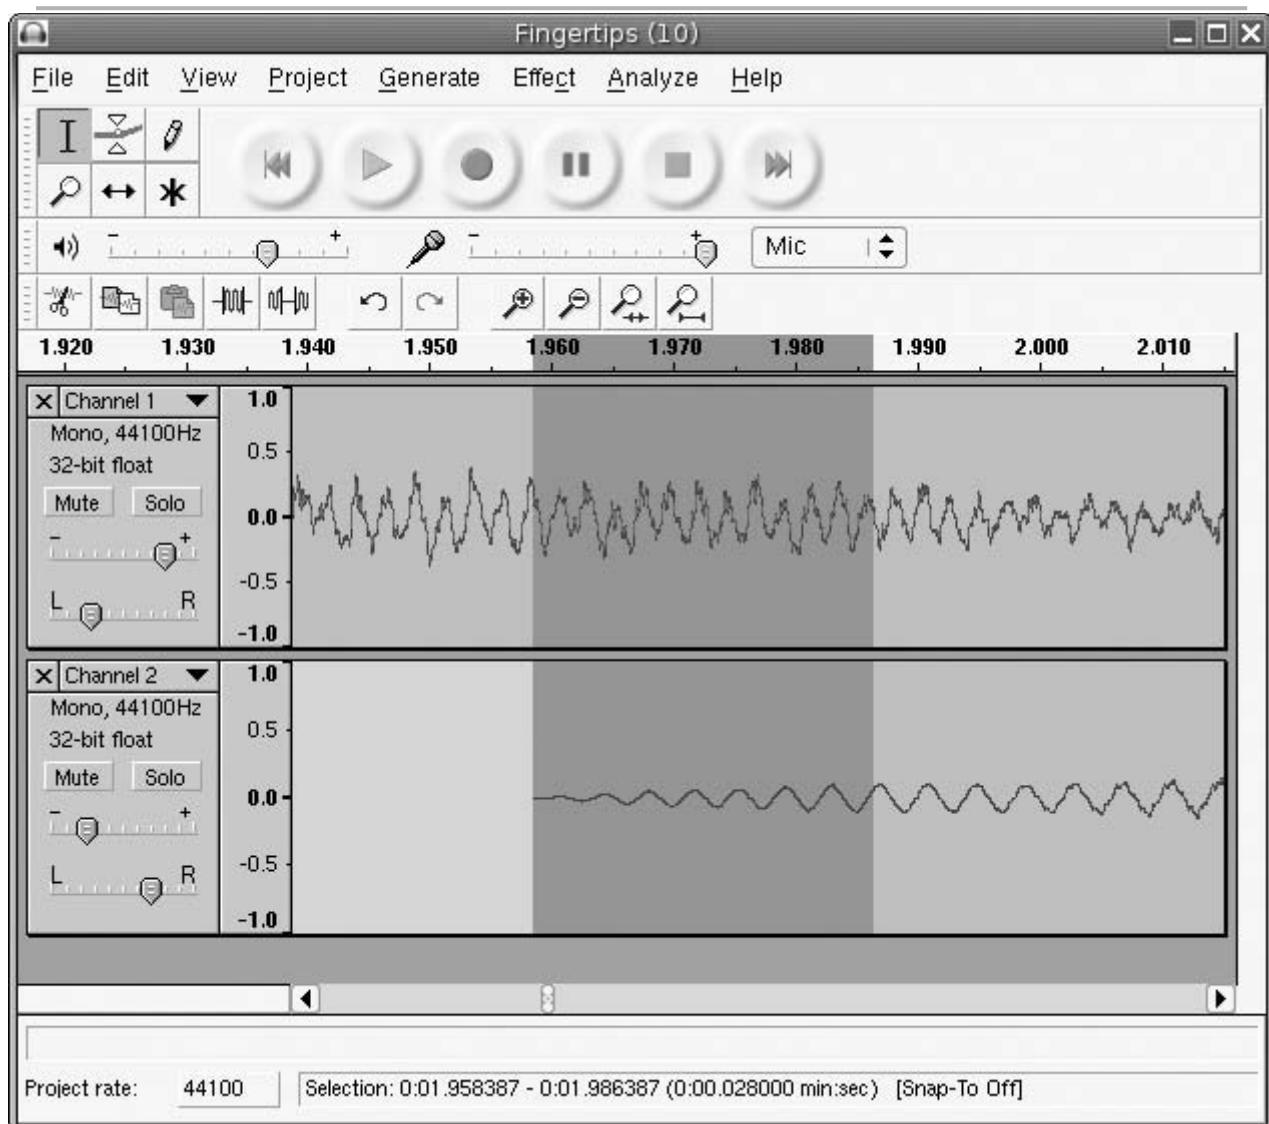 Fingertips (10)
File Edit View Project Generate Effect Analyze Help
- + - + Mic
1.920 1.930 1.940 1.950 1.960 1.970 1.980 1.990 2.000 2.010
X Channel 1
Mono, 44100Hz
32-bit float
Mute Solo
- +
L R
1.0
0.5
0.0
-0.5
-1.0
X Channel 2
Mono, 44100Hz
32-bit float
Mute Solo
- +
L R
1.0
0.5
0.0
-0.5
-1.0
Project rate: 44100 Selection: 0:01.958387 - 0:01.986387 (0:00.028000 min:sec) [Snap-To Off]